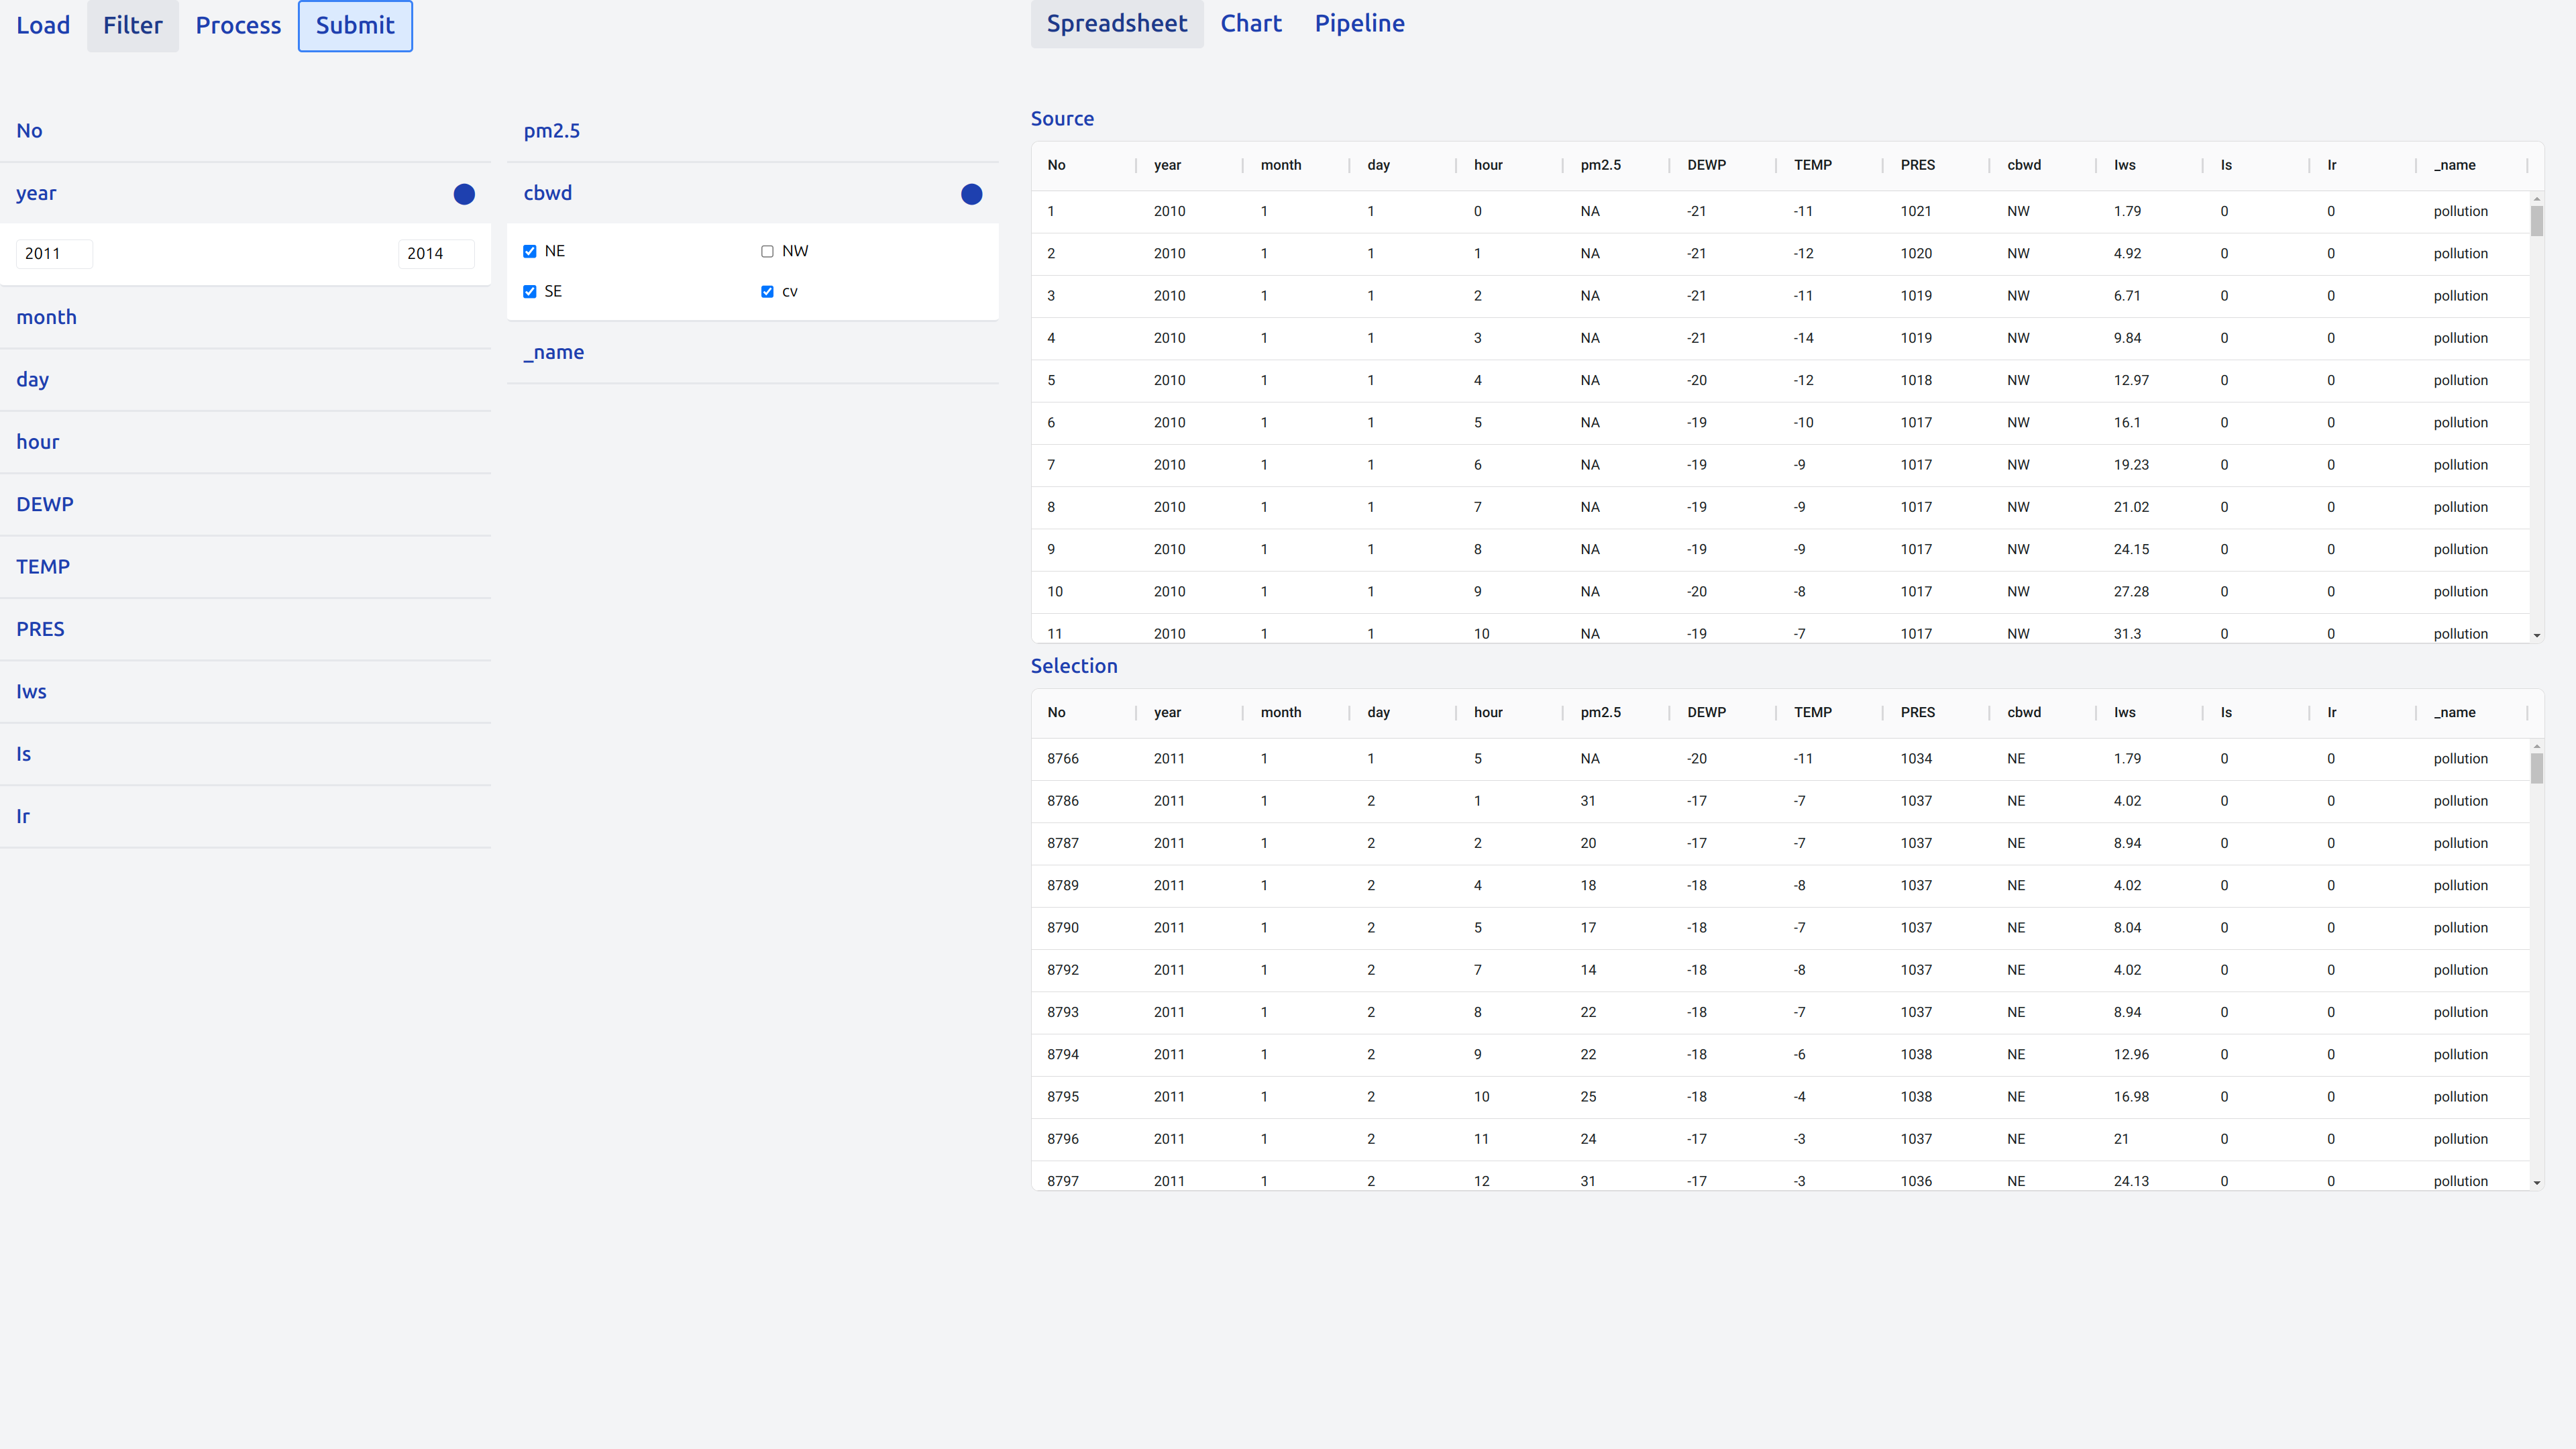 Load Filter Process Submit
Spreadsheet Chart Pipeline
No
year
2011 2014
month
day
hour
DEWP
TEMP
PRES
Iws
Is
Ir
pm2.5
cbwd
NE NW
SE cv
_name
Source
No year month day hour pm2.5 DEWP TEMP PRES cbwd Iws Is Ir _name
1 2010 1 1 0 NA -21 -11 1021 NW 1.79 0 0 pollution
2 2010 1 1 1 NA -21 -12 1020 NW 4.92 0 0 pollution
3 2010 1 1 2 NA -21 -11 1019 NW 6.71 0 0 pollution
4 2010 1 1 3 NA -21 -14 1019 NW 9.84 0 0 pollution
5 2010 1 1 4 NA -20 -12 1018 NW 12.97 0 0 pollution
6 2010 1 1 5 NA -19 -10 1017 NW 16.1 0 0 pollution
7 2010 1 1 6 NA -19 -9 1017 NW 19.23 0 0 pollution
8 2010 1 1 7 NA -19 -9 1017 NW 21.02 0 0 pollution
9 2010 1 1 8 NA -19 -9 1017 NW 24.15 0 0 pollution
10 2010 1 1 9 NA -20 -8 1017 NW 27.28 0 0 pollution
11 2010 1 1 10 NA -19 -7 1017 NW 31.3 0 0 pollution
Selection
No year month day hour pm2.5 DEWP TEMP PRES cbwd Iws Is Ir _name
8766 2011 1 1 5 NA -20 -11 1034 NE 1.79 0 0 pollution
8786 2011 1 2 1 31 -17 -7 1037 NE 4.02 0 0 pollution
8787 2011 1 2 2 20 -17 -7 1037 NE 8.94 0 0 pollution
8789 2011 1 2 4 18 -18 -8 1037 NE 4.02 0 0 pollution
8790 2011 1 2 5 17 -18 -7 1037 NE 8.04 0 0 pollution
8792 2011 1 2 7 14 -18 -8 1037 NE 4.02 0 0 pollution
8793 2011 1 2 8 22 -18 -7 1037 NE 8.94 0 0 pollution
8794 2011 1 2 9 22 -18 -6 1038 NE 12.96 0 0 pollution
8795 2011 1 2 10 25 -18 -4 1038 NE 16.98 0 0 pollution
8796 2011 1 2 11 24 -17 -3 1037 NE 21 0 0 pollution
8797 2011 1 2 12 31 -17 -3 1036 NE 24.13 0 0 pollution